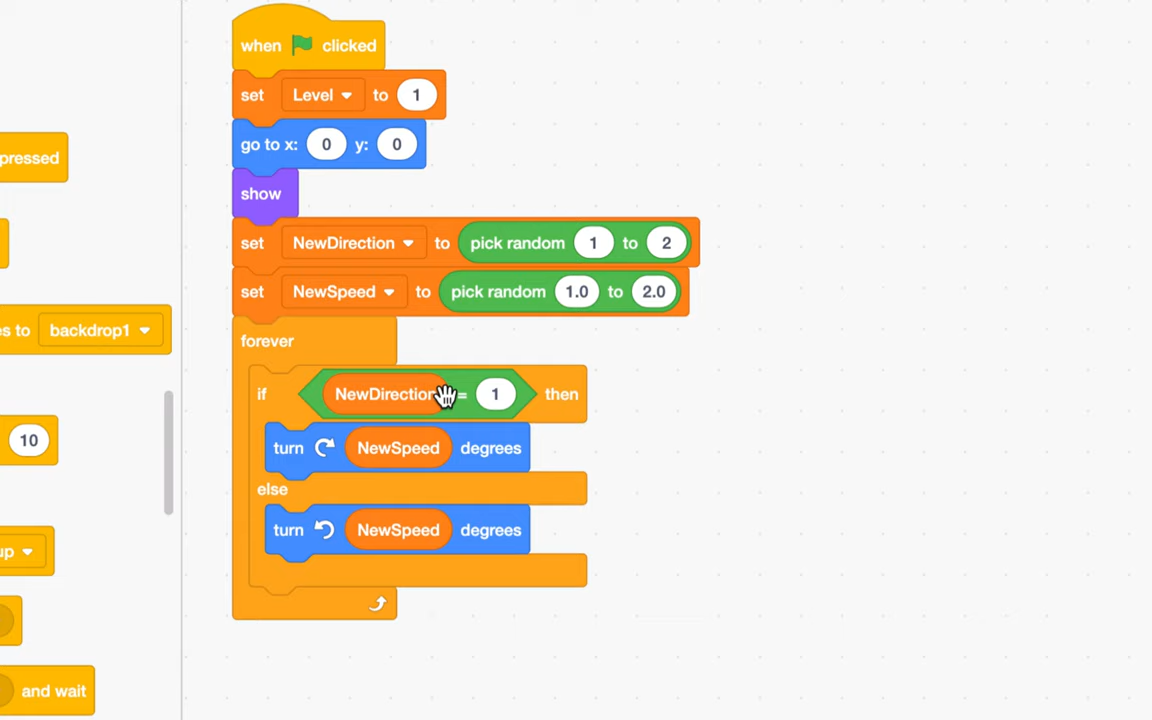 when clicked
set Level to 1
go to x: 0 y: 0
pressed
show
set NewDirection to pick random 1 to 2
set NewSpeed to pick random 1.0 to 2.0
es to backdrop1
forever
if NewDirection = 1 then
10
turn NewSpeed degrees
else
turn NewSpeed degrees
up
and wait